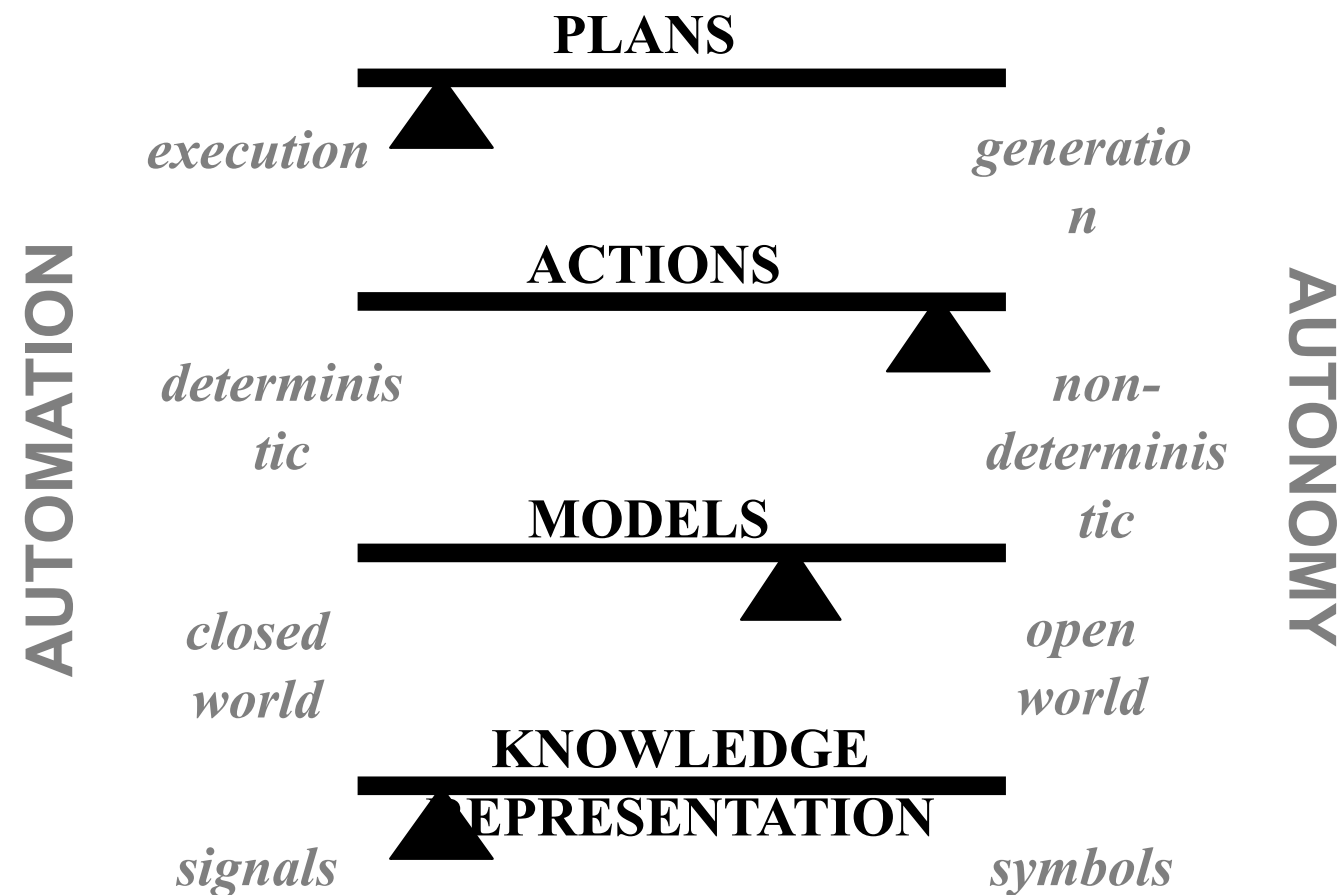 PLANS
execution
generatio
n
AUTOMATION
ACTIONS
AUTONOMY
determinis
tic
non-
determinis
tic
MODELS
closed
world
open
world
KNOWLEDGE
REPRESENTATION
signals
symbols